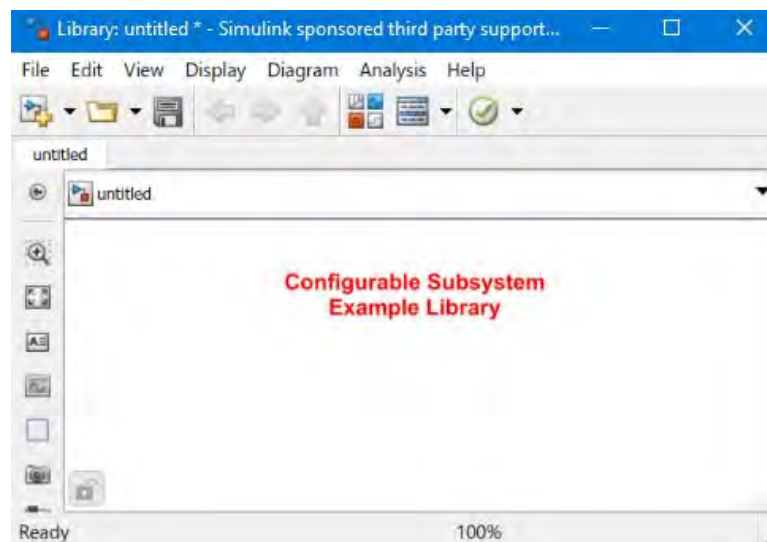 Library: untitled * - Simulink sponsored third party support...
File Edit View Display Diagram Analysis Help
untitled
untitled
Configurable Subsystem
Example Library
Ready 100%